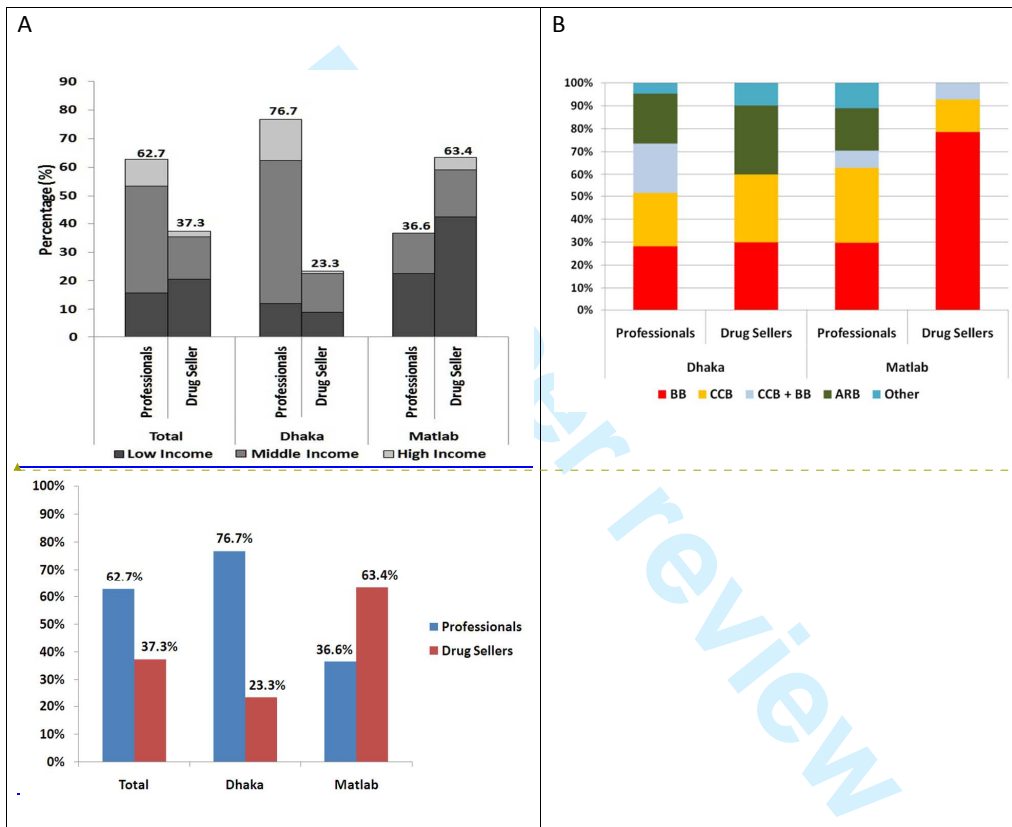 A
Percentage (%)
90
80
70
60
50
40
30
20
10
0
62.7
37.3
76.7
23.3
36.6
63.4
Professionals
Drug Seller
Professionals
Drug Seller
Professionals
Drug Seller
Total Dhaka Matlab
Low Income Middle Income High Income
B
100%
90%
80%
70%
60%
50%
40%
30%
20%
10%
0%
Professionals Drug Sellers Professionals Drug Sellers
Dhaka Matlab
BB CCB CCB + BB ARB Other
100%
90%
80%
70%
60%
50%
40%
30%
20%
10%
0%
62.7%
37.3%
76.7%
23.3%
36.6%
63.4%
Total Dhaka Matlab
Professionals
Drug Sellers
review